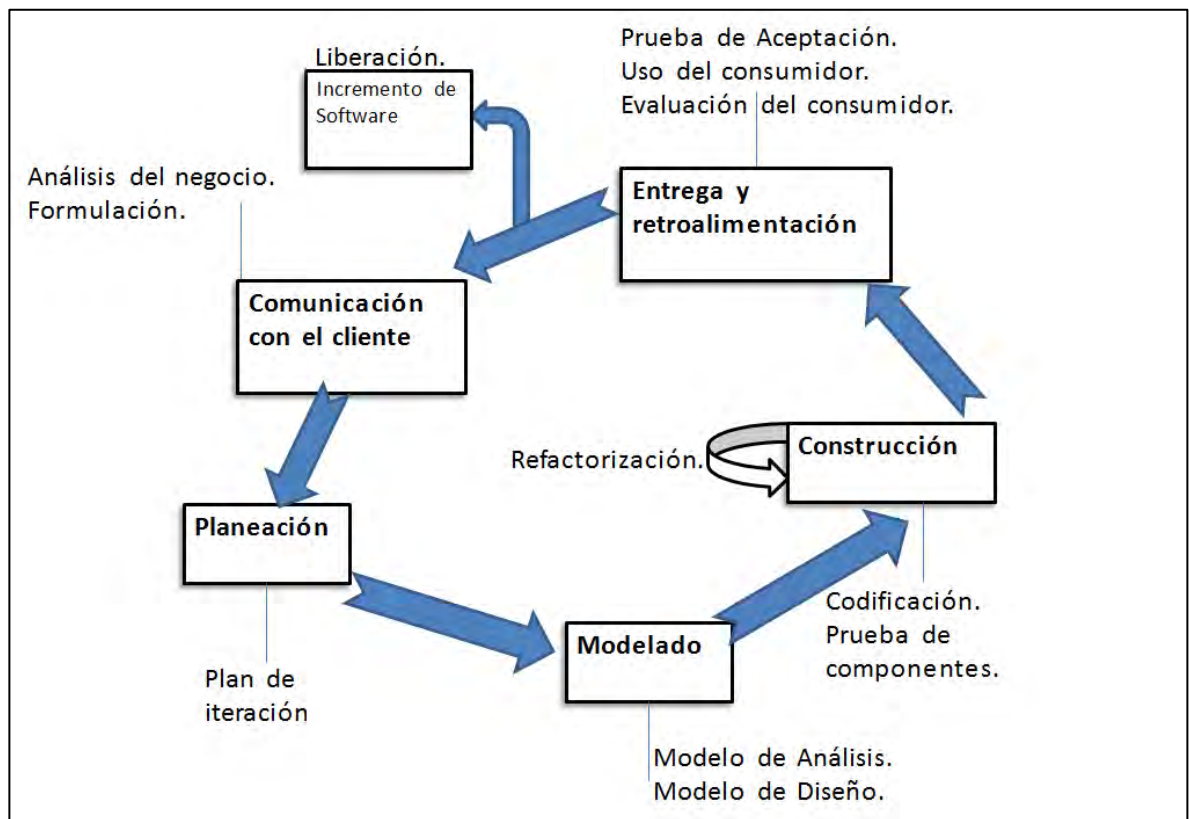 Liberación.
Incremento de
Software
Prueba de Aceptación.
Uso del consumidor.
Evaluación del consumidor.
Análisis del negocio.
Formulación.
Entrega y
retroalimentación
Comunicación
con el cliente
Refactorización.
Construcción
Planeación
Codificación.
Prueba de
componentes.
Modelado
Plan de
iteración
Modelo de Análisis.
Modelo de Diseño.